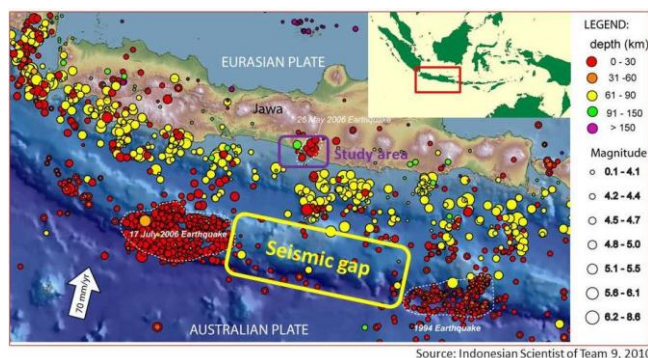 EURASIAN PLATE
Jawa
26 May 2006 Earthquake
Study area
17 July 2006 Earthquake
Seismic gap
70 mm/yr
AUSTRALIAN PLATE
1994 Earthquake
LEGEND:
depth (km)
0 - 30
31 -60
61 - 90
91 - 150
> 150
Magnitude
0.1 - 4.1
4.2 - 4.4
4.5 - 4.7
4.8 - 5.0
5.1 - 5.5
5.6 - 6.1
6.2 - 8.6
Source: Indonesian Scientist of Team 9, 2010